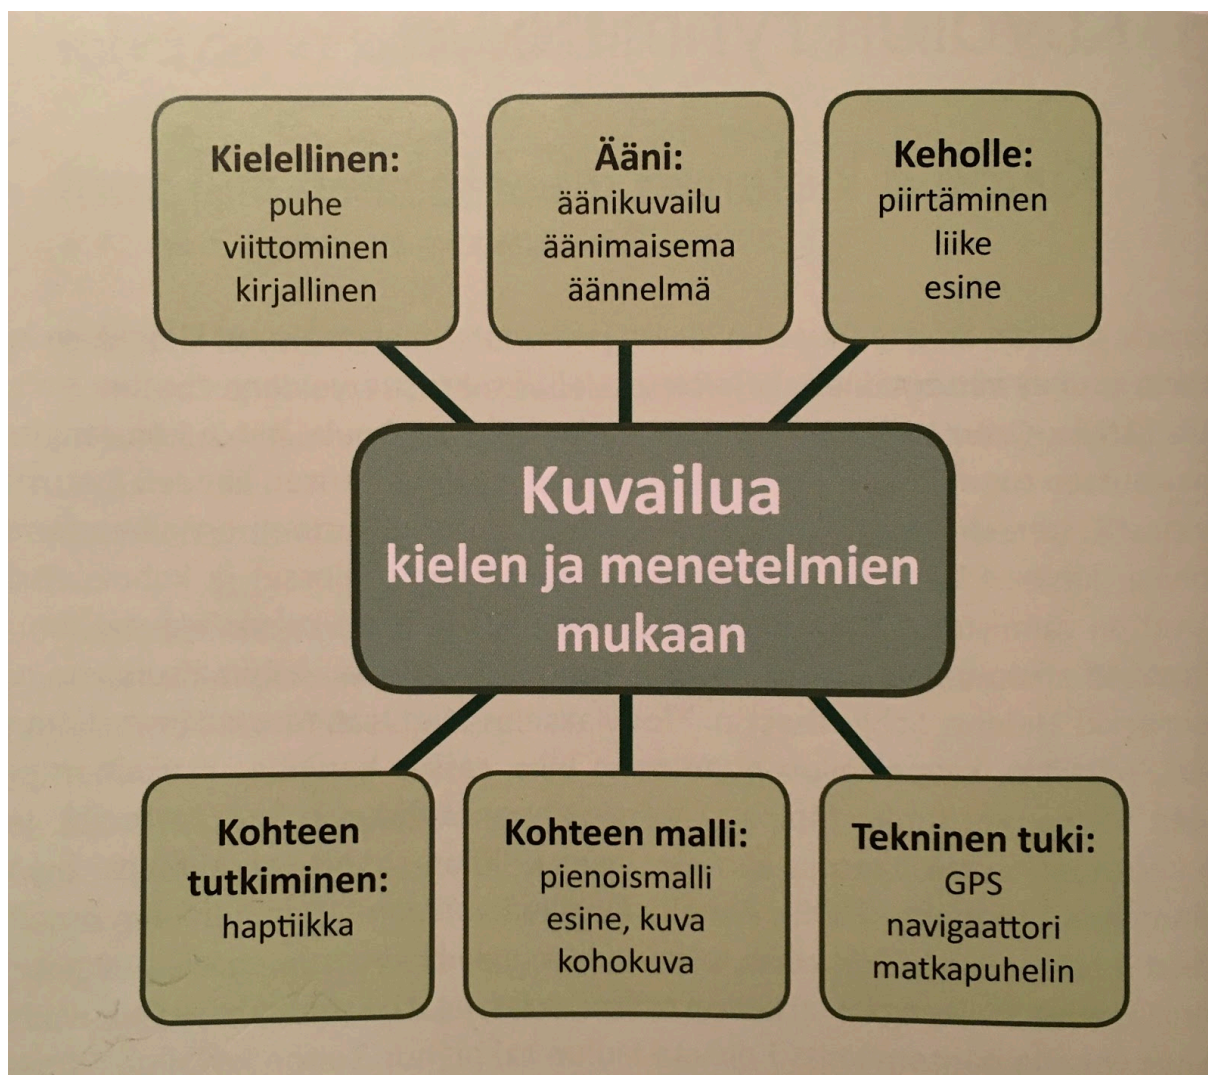 Kielellinen:
puhe
viittominen
kirjallinen
Ääni:
äänikuvailu
äänimaisema
äännelmä
Keholle:
piirtäminen
liike
esine
Kuvailua
kielen ja menetelmien
mukaan
Kohteen
tutkiminen:
haptiikka
Kohteen malli:
pienoismalli
esine, kuva
kohokuva
Tekninen tuki:
GPS
navigaattori
matkapuhelin